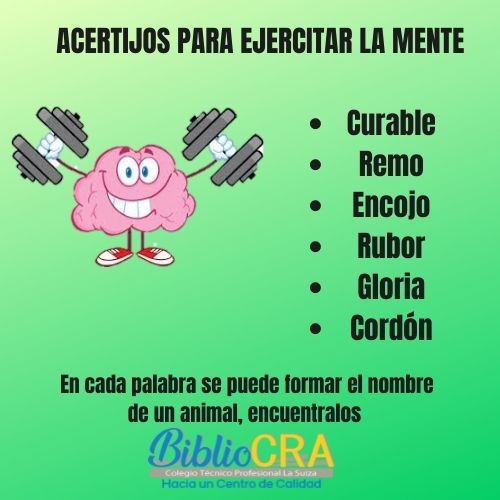 ACERTIJOS PARA EJERCITAR LA MENTE
• Curable
• Remo
• Encojo
• Rubor
• Gloria
• Cordón
En cada palabra se puede formar el nombre
de un animal, encuentralos
BiblioCRA
Colegio Técnico Profesional La Suiza
Hacia un Centro de Calidad